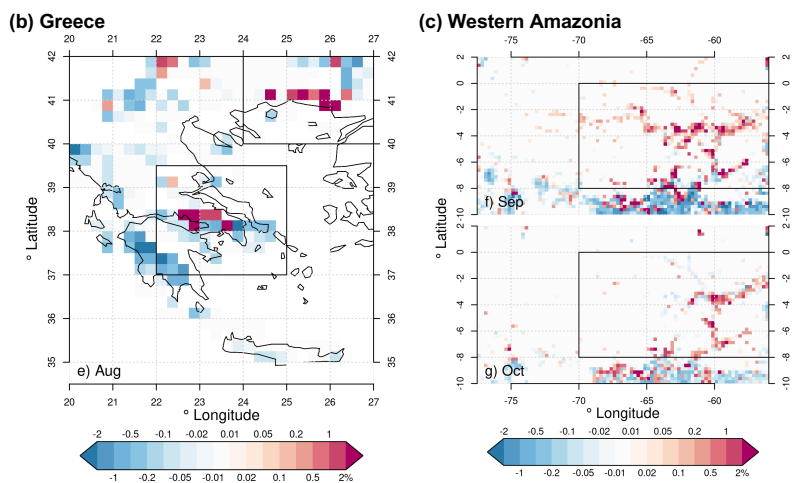 (b) Greece
20 21 22 23 24 25 26 27
42
41
40
39
38
37
36
35
42
41
40
39
38
37
36
35
° Latitude
e) Aug
20 21 22 23 24 25 26 27
° Longitude
-2 -0.5 -0.1 -0.02 0.01 0.05 0.2 1
-1 -0.2 -0.05 -0.01 0.02 0.1 0.5 2%
(c) Western Amazonia
-75 -70 -65 -60
2
0
-2
-4
-6
-8
-10
2
0
-2
-4
-6
-8
-10
f) Sep
° Latitude
2
0
-2
-4
-6
-8
-10
2
0
-2
-4
-6
-8
-10
g) Oct
-75 -70 -65 -60
° Longitude
-2 -0.5 -0.1 -0.02 0.01 0.05 0.2 1
-1 -0.2 -0.05 -0.01 0.02 0.1 0.5 2%